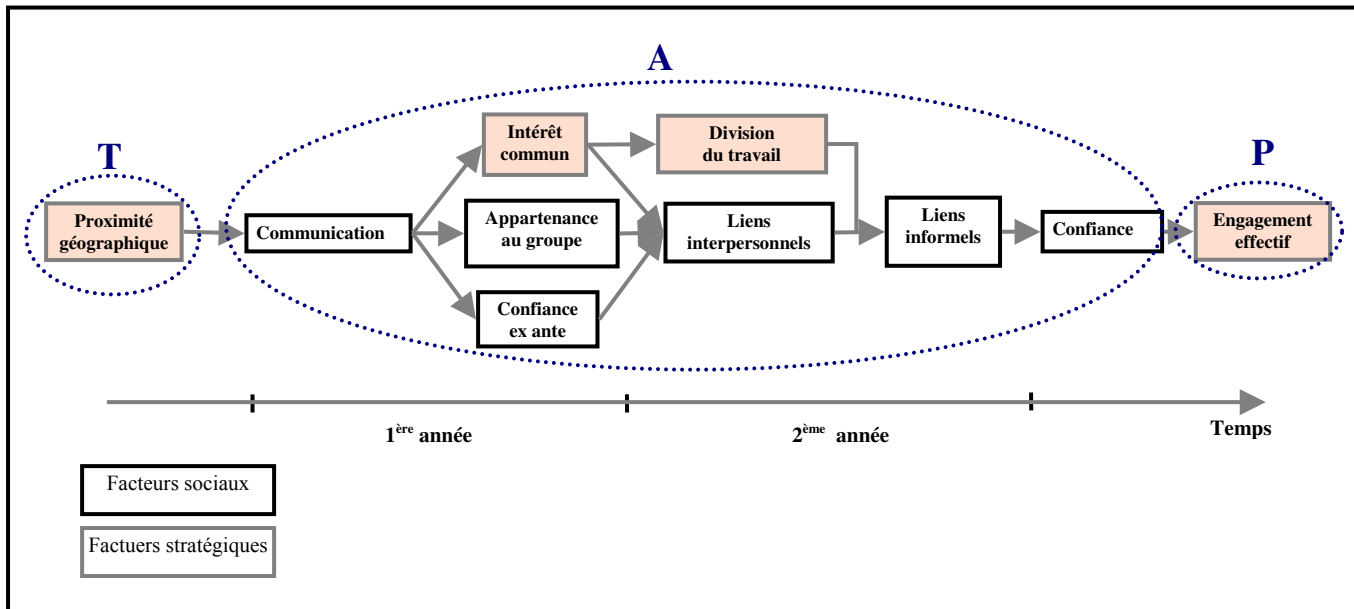 A
T
P
Intérêt
commun
Division
du travail
Proximité
géographique
Communication
Appartenance
au groupe
Liens
interpersonnels
Liens
informels
Confiance
Engagement
effectif
Confiance
ex ante
1ère année
2ème année
Temps
Facteurs sociaux
Factuers stratégiques